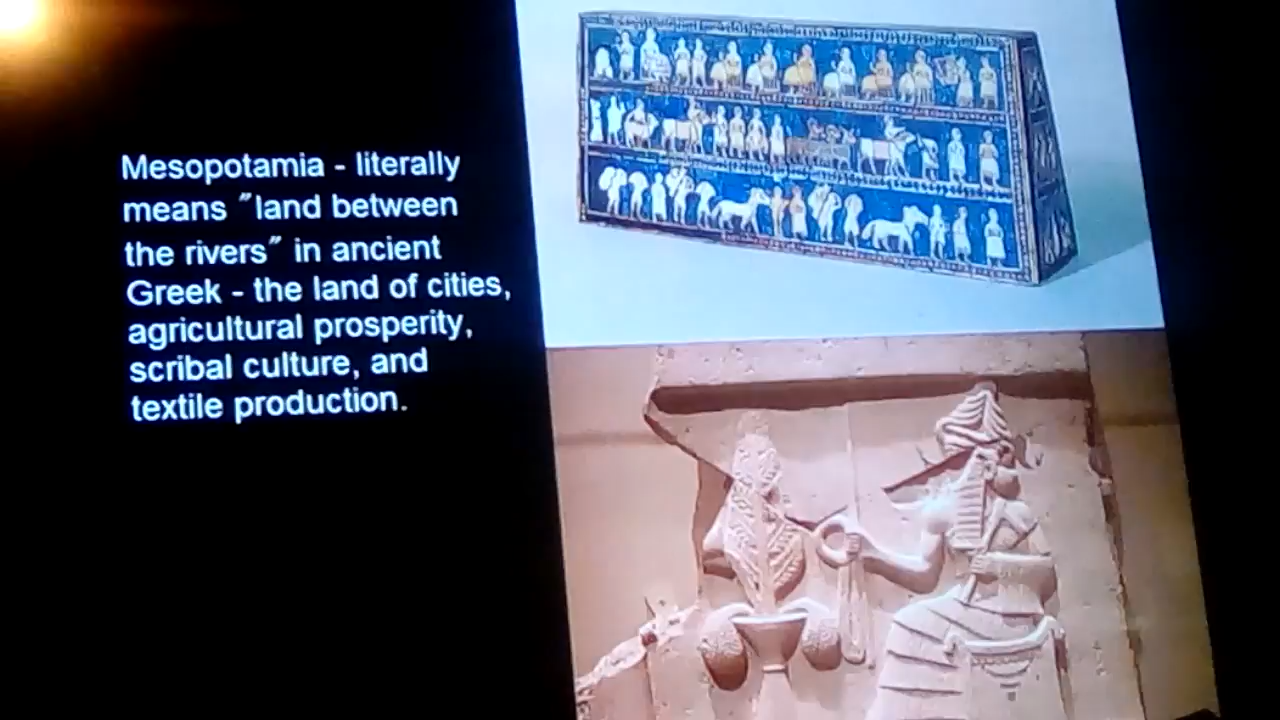 Mesopotamia - literally
means "land between
the rivers" in ancient
Greek - the land of cities,
agricultural prosperity,
scribal culture, and
textile production.